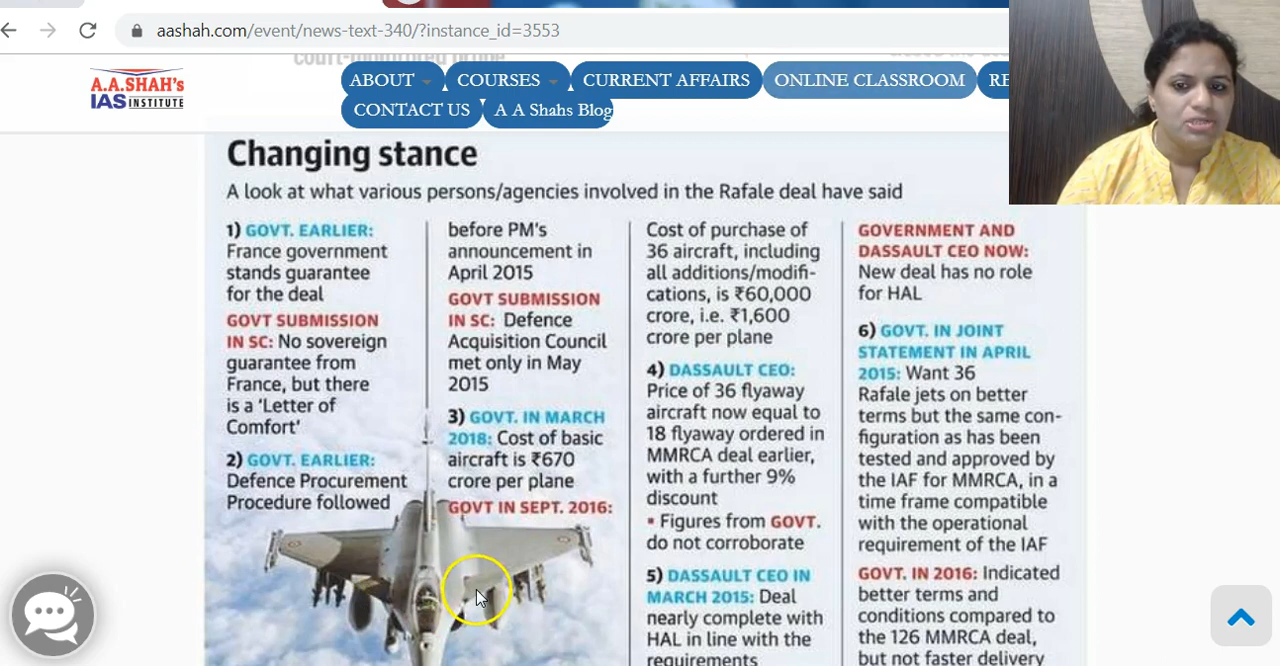 aashah.com/event/news-text-340/?instance_id=3553
A.A.SHAH's
IAS INSTITUTE
ABOUT
COURSES
CURRENT AFFAIRS
ONLINE CLASSROOM
RE
CONTACT US
A A Shahs Blog
court-monitored probe
Changing stance
A look at what various persons/agencies involved in the Rafale deal have said
1) GOVT. EARLIER:
France government
stands guarantee
for the deal
GOVT SUBMISSION
IN SC: No sovereign
guarantee from
France, but there
is a ‘Letter of
Comfort’
2) GOVT. EARLIER:
Defence Procurement
Procedure followed
before PM's
announcement in
April 2015
GOVT SUBMISSION
IN SC: Defence
Acquisition Council
met only in May
2015
3) GOVT. IN MARCH
2018: Cost of basic
aircraft is ₹670
crore per plane
GOVT IN SEPT. 2016:
Cost of purchase of
36 aircraft, including
all additions/modifi-
cations, is ₹60,000
crore, i.e. ₹1,600
crore per plane
4) DASSAULT CEO:
Price of 36 flyaway
aircraft now equal to
18 flyaway ordered in
MMRCA deal earlier,
with a further 9%
discount
▪ Figures from GOVT.
do not corroborate
5) DASSAULT CEO IN
MARCH 2015: Deal
nearly complete with
HAL in line with the
requirements
GOVERNMENT AND
DASSAULT CEO NOW:
New deal has no role
for HAL
6) GOVT. IN JOINT
STATEMENT IN APRIL
2015: Want 36
Rafale jets on better
terms but the same con-
figuration as has been
tested and approved by
the IAF for MMRCA, in a
time frame compatible
with the operational
requirement of the IAF
GOVT. IN 2016: Indicated
better terms and
conditions compared to
the 126 MMRCA deal,
but not faster delivery